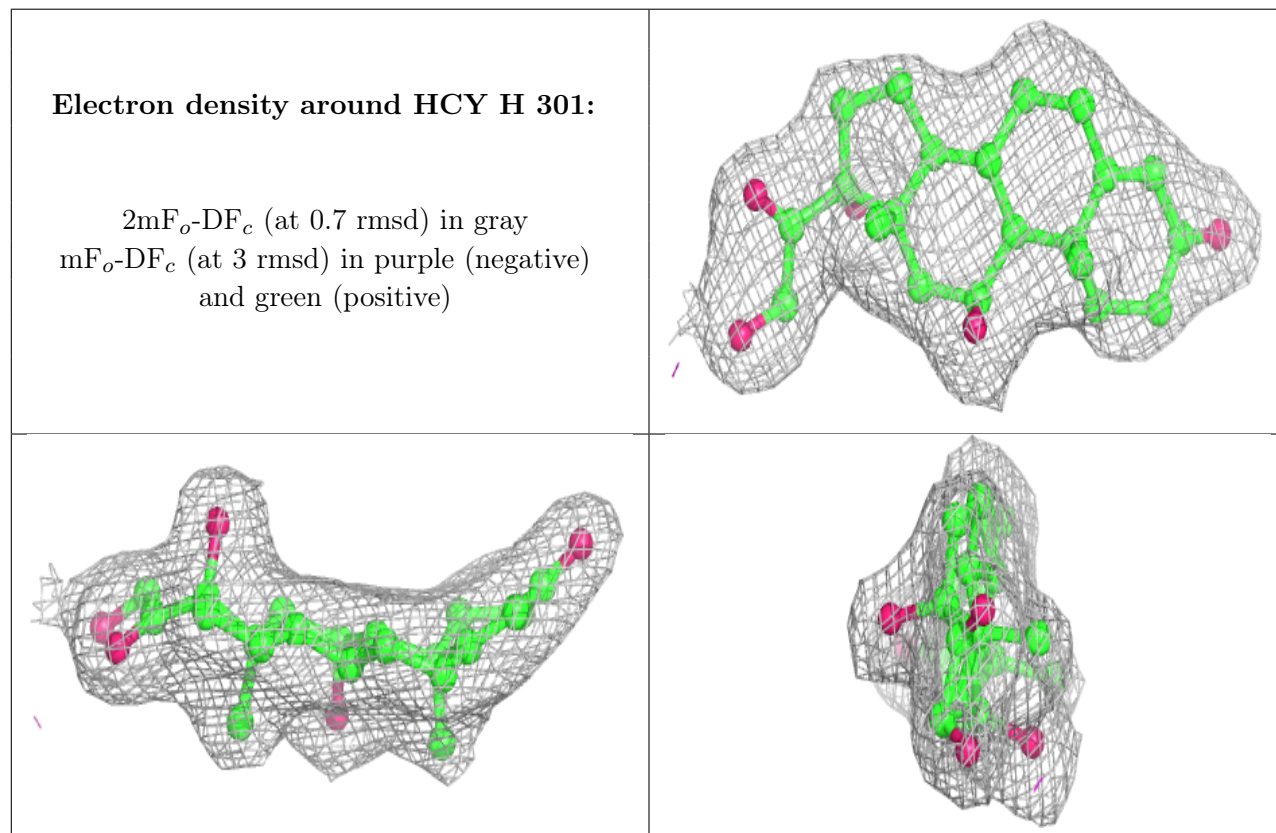 Electron density around HCY H 301:
2mFo-DFc (at 0.7 rmsd) in gray
mFo-DFc (at 3 rmsd) in purple (negative)
and green (positive)